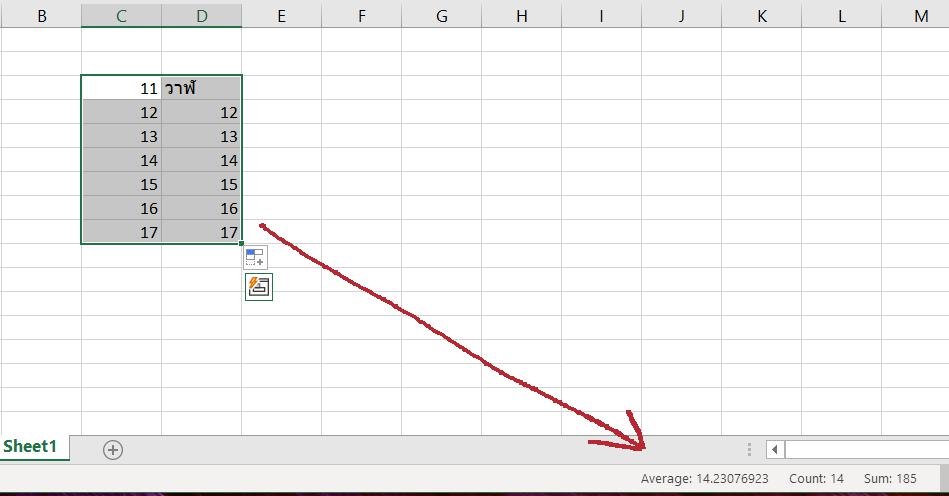 B C D E F G H I J K L M
11 วาฬ
12 12
13 13
14 14
15 15
16 16
17 17
Sheet1
Average: 14.23076923 Count: 14 Sum: 185